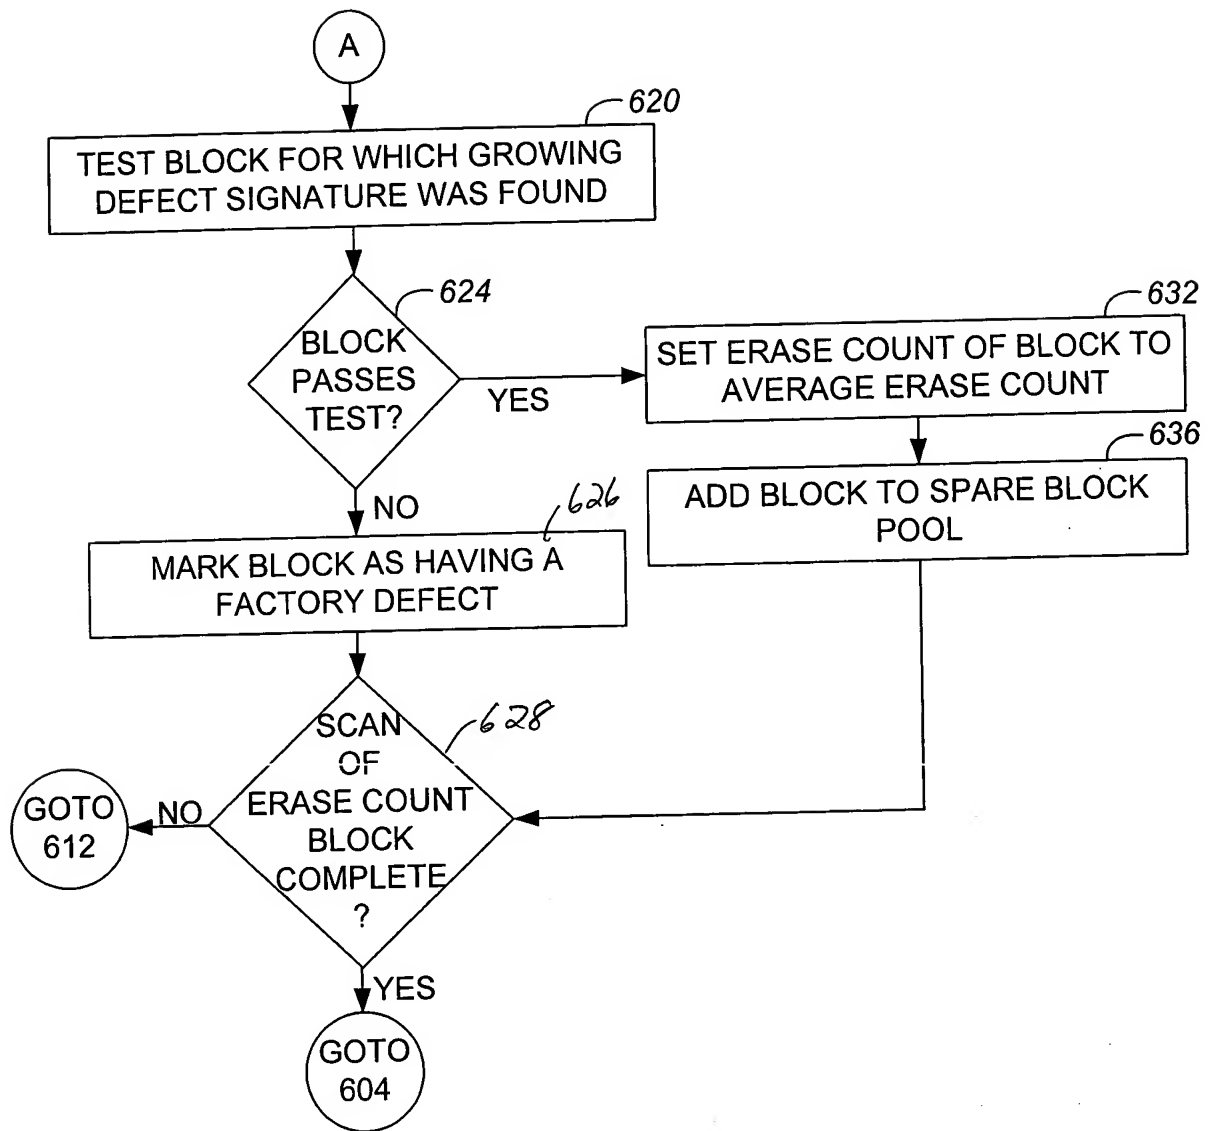 A
620
TEST BLOCK FOR WHICH GROWING
DEFECT SIGNATURE WAS FOUND
624
BLOCK
PASSES
TEST?
YES
632
SET ERASE COUNT OF BLOCK TO
AVERAGE ERASE COUNT
636
ADD BLOCK TO SPARE BLOCK
POOL
NO
626
MARK BLOCK AS HAVING A
FACTORY DEFECT
628
SCAN
OF
ERASE COUNT
BLOCK
COMPLETE
?
NO
GOTO
612
YES
GOTO
604